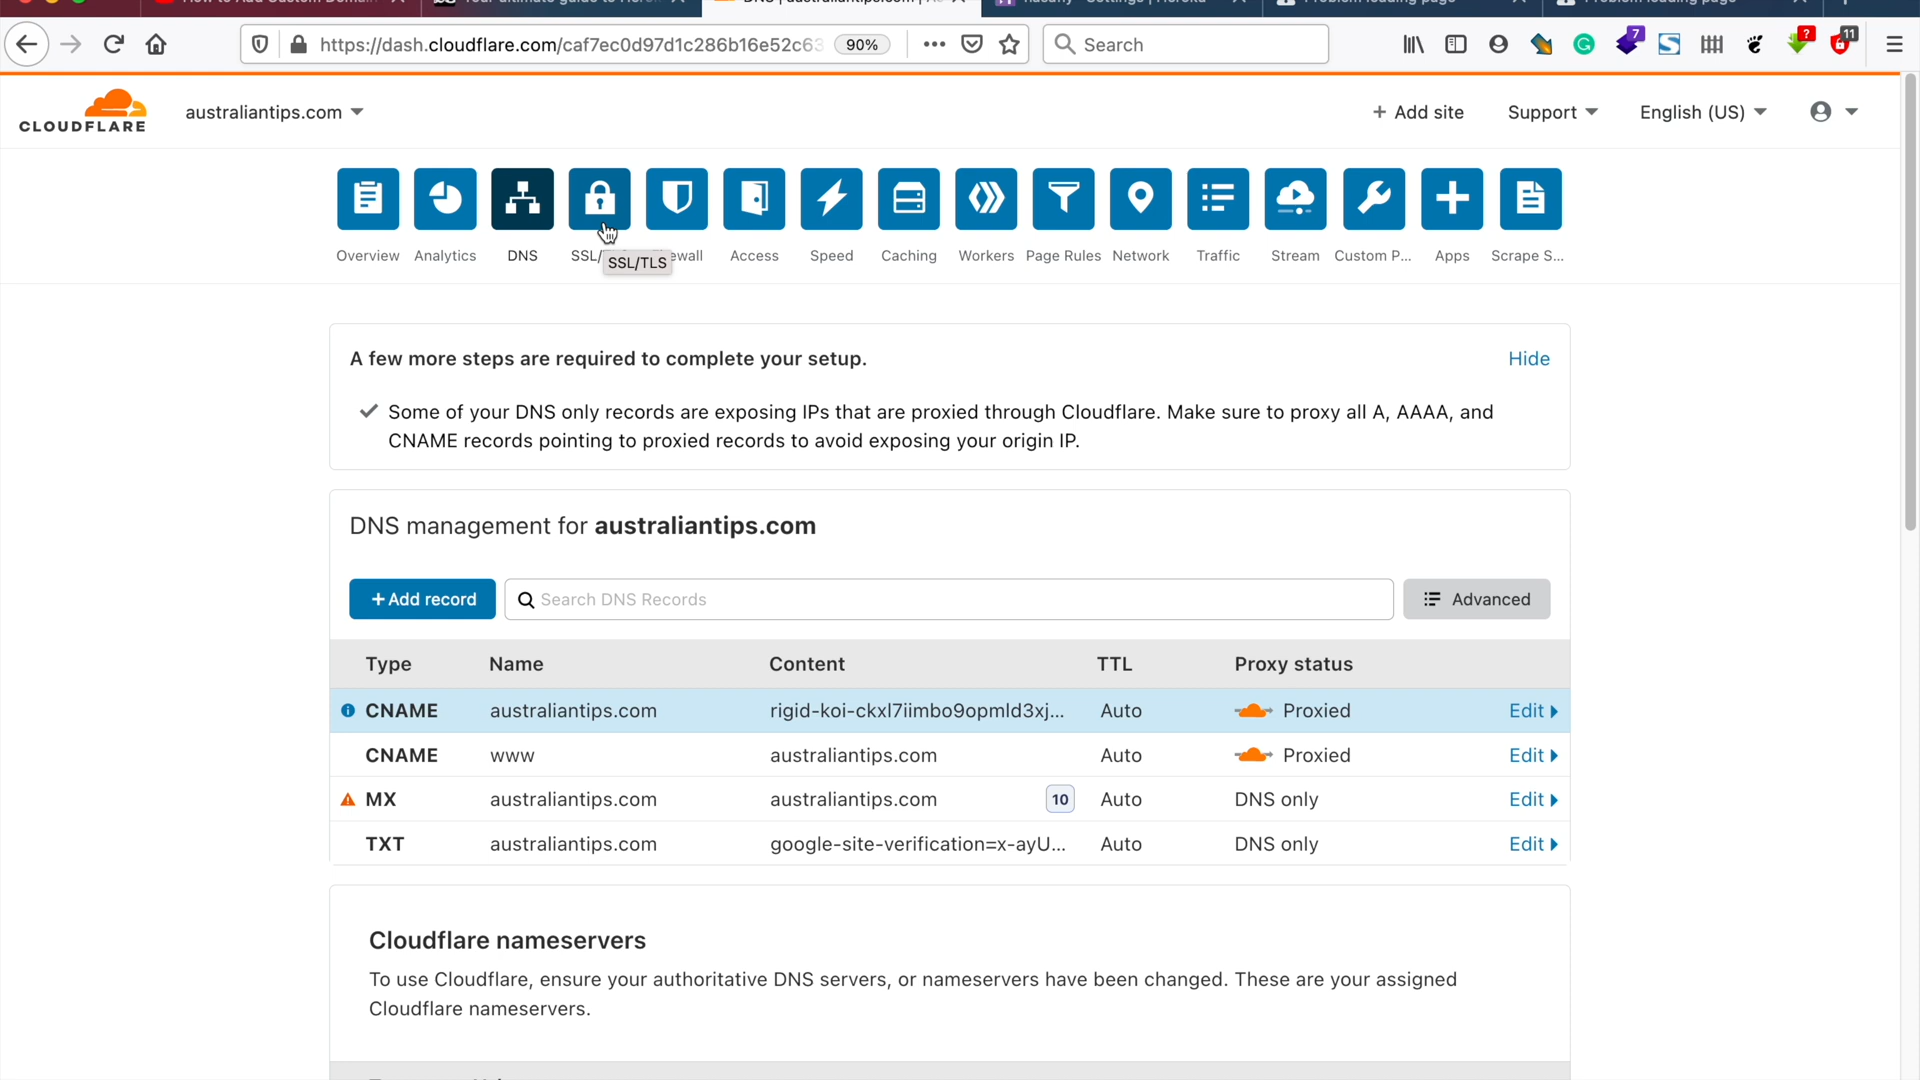 DNS | australiantips.com | A
https://dash.cloudflare.com/caf7ec0d97d1c286b16e52c63
90%
Search
7
?
11
CLOUDFLARE
australiantips.com
+ Add site
Support
English (US)
Overview
Analytics
DNS
SSL/
SSL/TLS
ewall
Access
Speed
Caching
Workers
Page Rules
Network
Traffic
Stream
Custom P...
Apps
Scrape S...
A few more steps are required to complete your setup.
Hide
Some of your DNS only records are exposing IPs that are proxied through Cloudflare. Make sure to proxy all A, AAAA, and
CNAME records pointing to proxied records to avoid exposing your origin IP.
DNS management for australiantips.com
+ Add record
Search DNS Records
Advanced
Type Name Content TTL Proxy status
CNAME australiantips.com rigid-koi-ckxl7iimbo9opmld3xj... Auto Proxied Edit
CNAME www australiantips.com Auto Proxied Edit
MX australiantips.com australiantips.com 10 Auto DNS only Edit
TXT australiantips.com google-site-verification=x-ayU... Auto DNS only Edit
Cloudflare nameservers
To use Cloudflare, ensure your authoritative DNS servers, or nameservers have been changed. These are your assigned
Cloudflare nameservers.